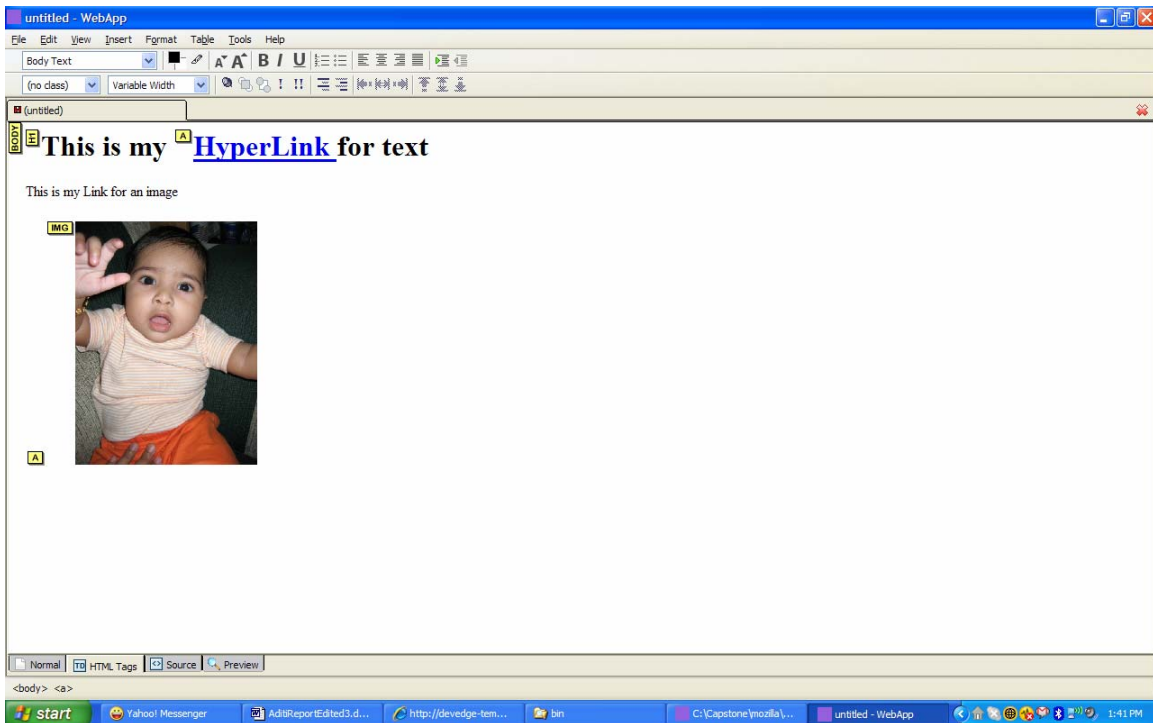 untitled - WebApp
File Edit View Insert Format Table Tools Help
Body Text A A B I U
(no class) Variable Width ! !!
(untitled)
BODY H1 This is my A HyperLink for text
This is my Link for an image
IMG
A
Normal TD HTML Tags Source Preview
<body> <a>
start Yahoo! Messenger AditiReportEdited3.d... http://devedge-tem... bin C:\Capstone\mozilla\... untitled - WebApp 1:41 PM